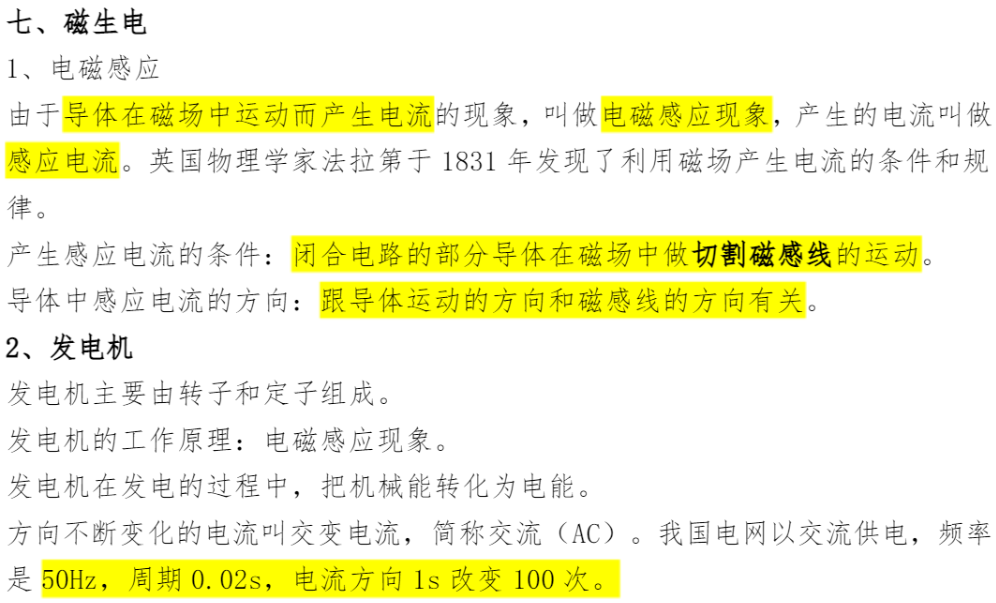 七、磁生电
1、电磁感应
由于导体在磁场中运动而产生电流的现象，叫做电磁感应现象，产生的电流叫做
感应电流。英国物理学家法拉第于 1831 年发现了利用磁场产生电流的条件和规
律。
产生感应电流的条件：闭合电路的部分导体在磁场中做切割磁感线的运动。
导体中感应电流的方向：跟导体运动的方向和磁感线的方向有关。
2、发电机
发电机主要由转子和定子组成。
发电机的工作原理：电磁感应现象。
发电机在发电的过程中，把机械能转化为电能。
方向不断变化的电流叫交变电流，简称交流（AC）。我国电网以交流供电，频率
是 50Hz，周期 0.02s，电流方向 1s 改变 100 次。